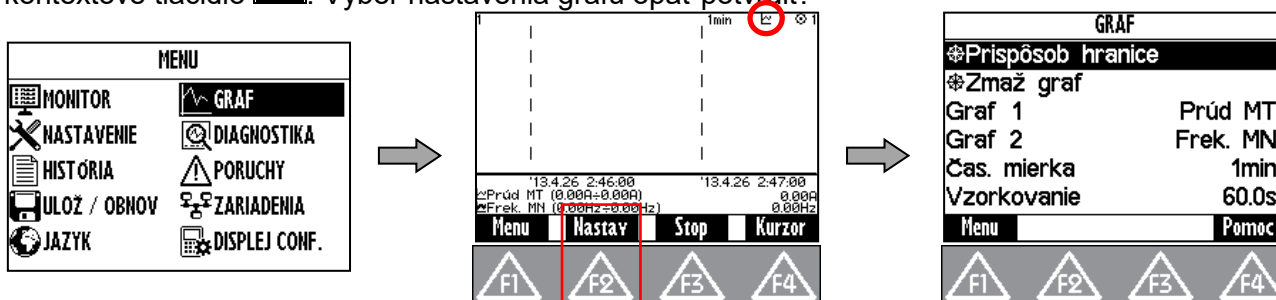 kontextové tlačidlo
. Výber nastavenia grafu opäť potvrdiť.
MENU
MONITOR
GRAF
NASTAVENIE
DIAGNOSTIKA
HISTÓRIA
PORUCHY
ULOŽ / OBNOV
ZARIADENIA
JAZYK
DISPLEJ CONF.
1
1min
1
'13.4.26 2:46:00
'13.4.26 2:47:00
Prúd MT (0.00A÷0.00A)
0.00A
Frek. MN (0.00Hz÷0.00Hz)
0.00Hz
Menu
Nastav
Stop
Kurzor
F1
F2
F3
F4
GRAF
Prispôsob hranice
Zmaž graf
Graf 1 Prúd MT
Graf 2 Frek. MN
Čas. mierka 1min
Vzorkovanie 60.0s
Menu
Pomoc
F1
F2
F3
F4